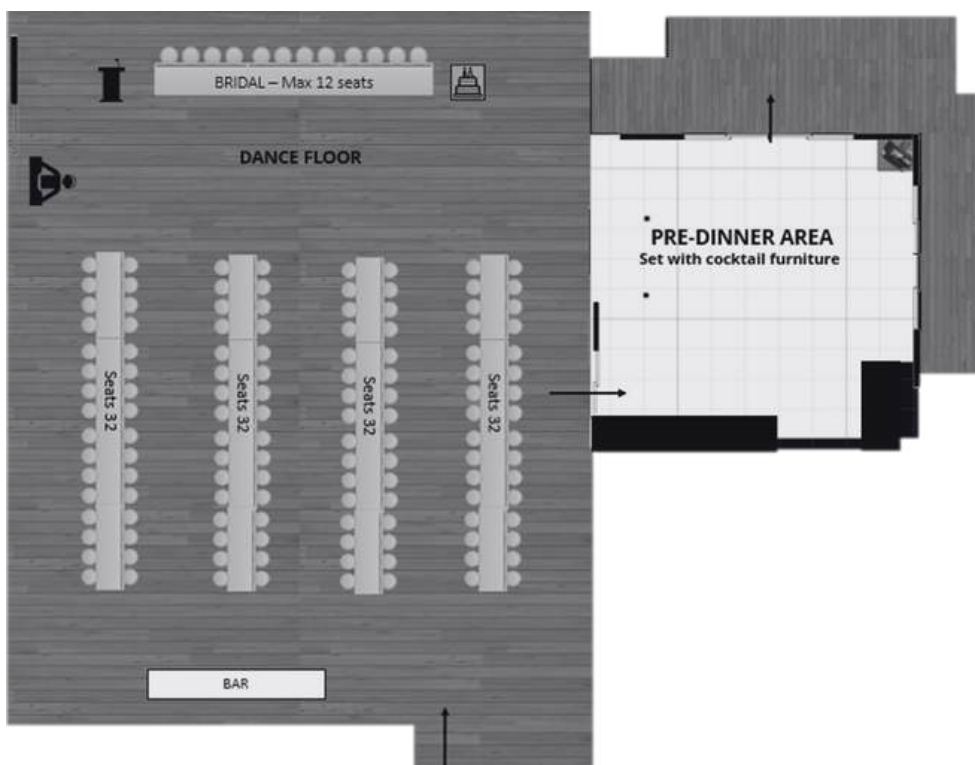 BRIDAL – Max 12 seats
DANCE FLOOR
PRE-DINNER AREA
Set with cocktail furniture
Seats 32
Seats 32
Seats 32
Seats 32
BAR